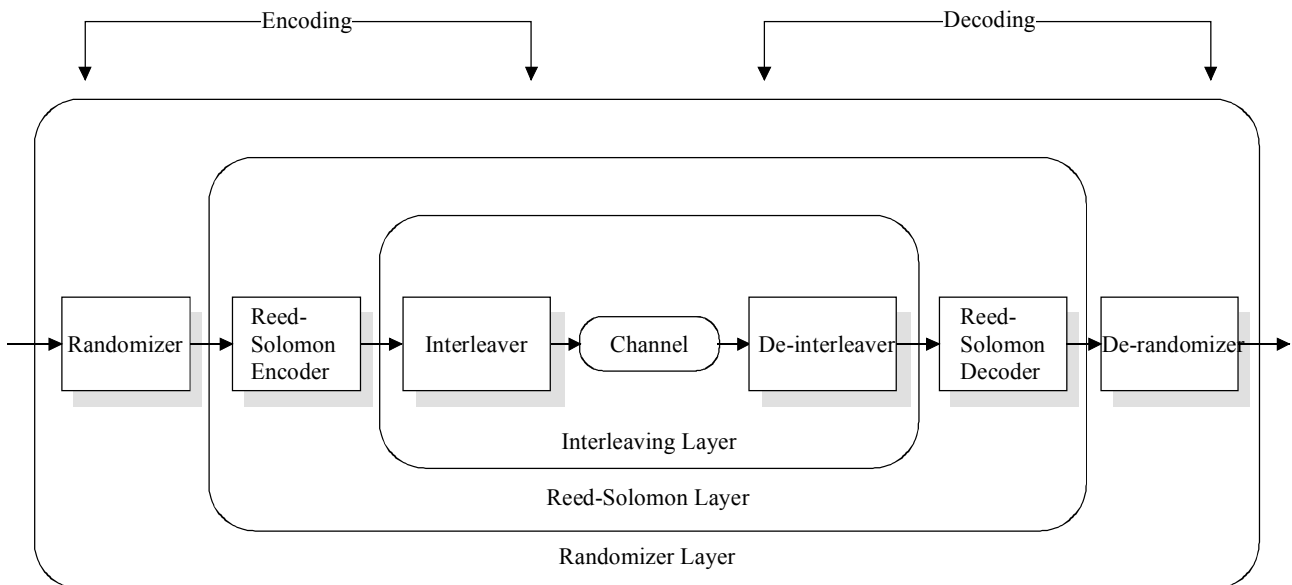 Encoding
Decoding
Randomizer
Reed-
Solomon
Encoder
Interleaver
Channel
De-interleaver
Reed-
Solomon
Decoder
De-randomizer
Interleaving Layer
Reed-Solomon Layer
Randomizer Layer